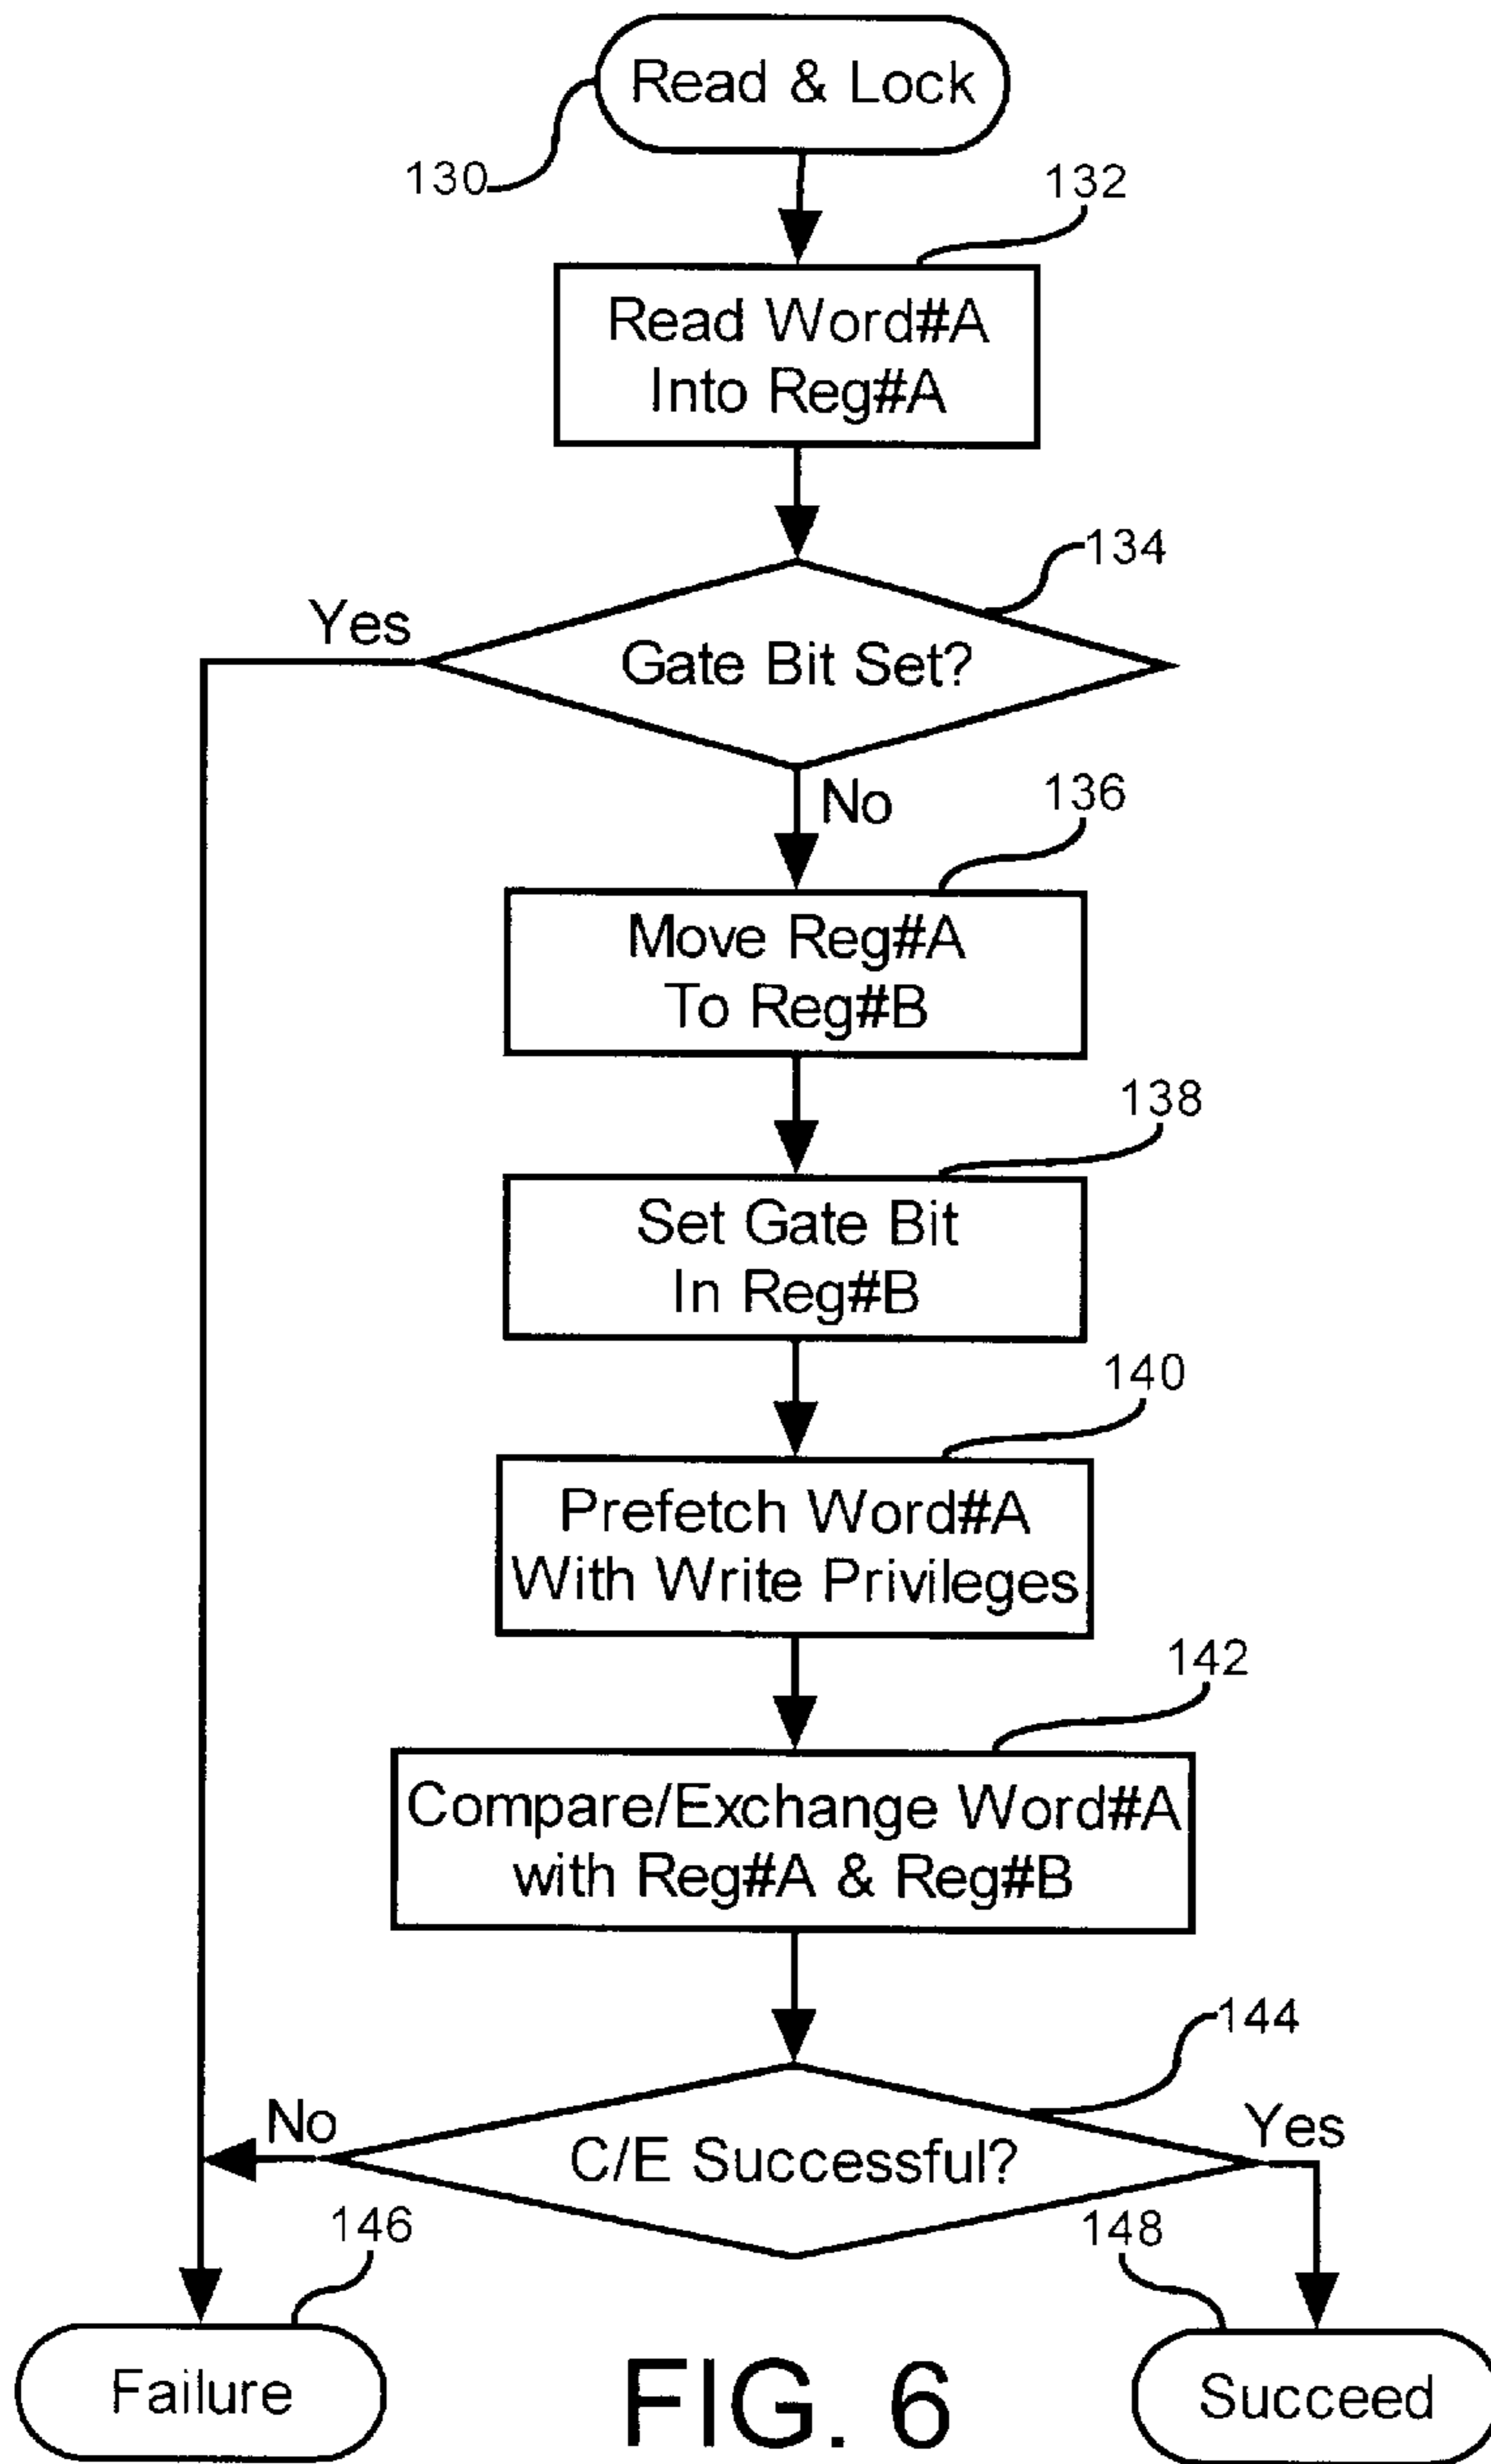 Read & Lock
130
132
Read Word#A
Into Reg#A
134
Yes
Gate Bit Set?
No
136
Move Reg#A
To Reg#B
138
Set Gate Bit
In Reg#B
140
Prefetch Word#A
With Write Privileges
142
Compare/Exchange Word#A
with Reg#A & Reg#B
144
No
Yes
C/E Successful?
146
148
Failure
FIG. 6
Succeed